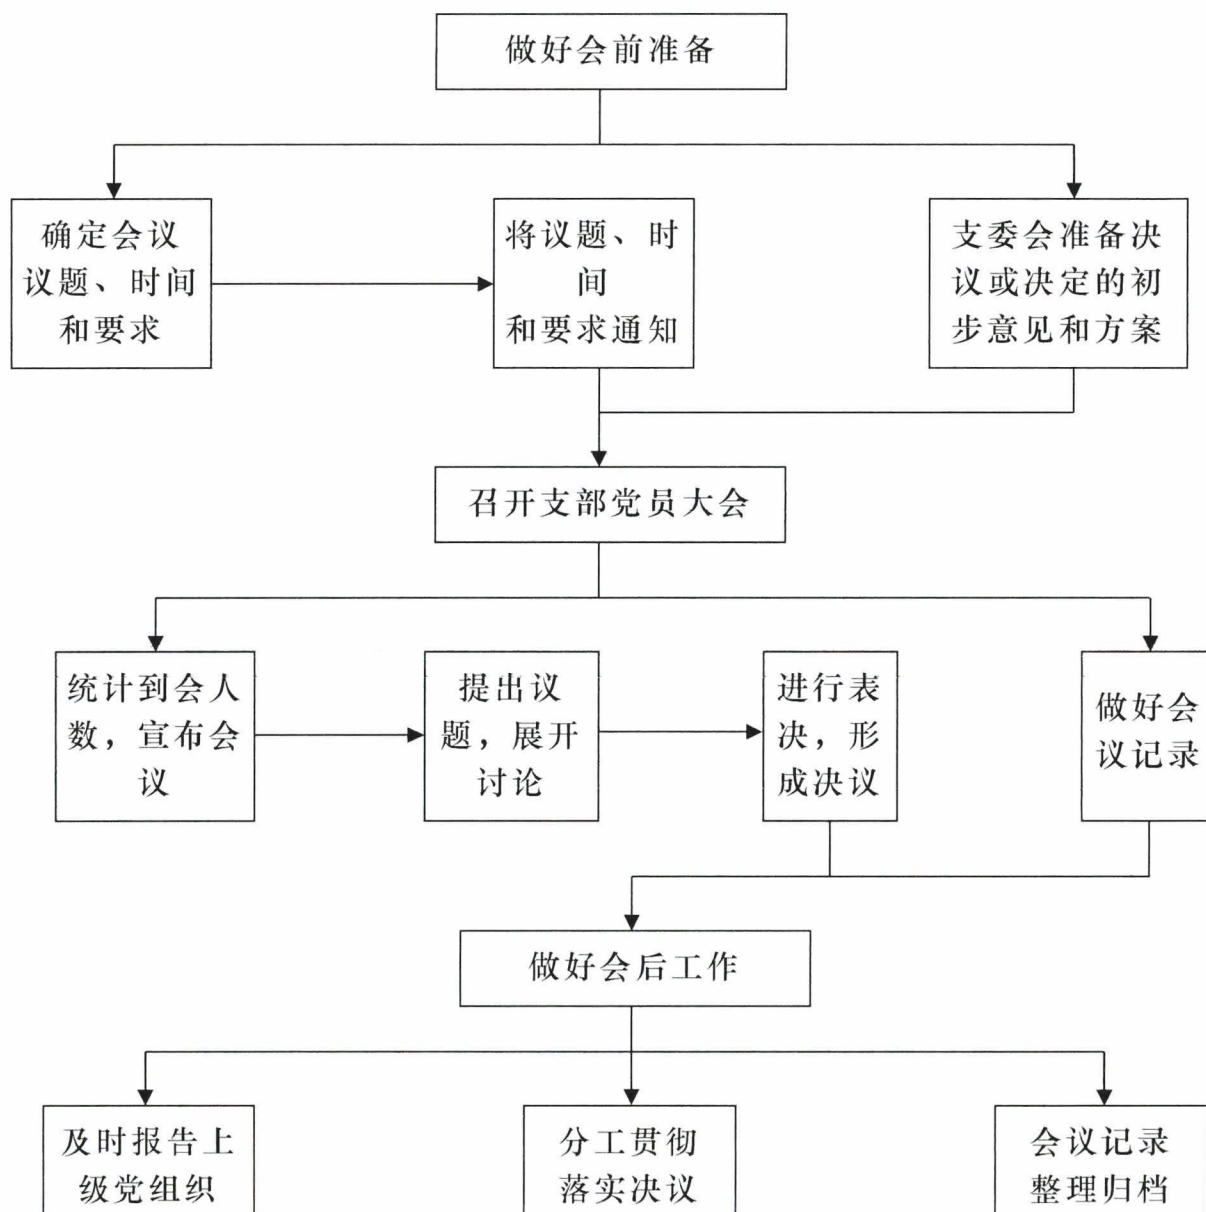 做好会前准备
确定会议
议题、时间
和要求
将议题、时
间
和要求通知
支委会准备决
议或决定的初
步意见和方案
召开支部党员大会
统计到会人
数，宣布会
议
提出议
题，展开
讨论
进行表
决，形
成决议
做好会
议记录
做好会后工作
及时报告上
级党组织
分工贯彻
落实决议
会议记录
整理归档